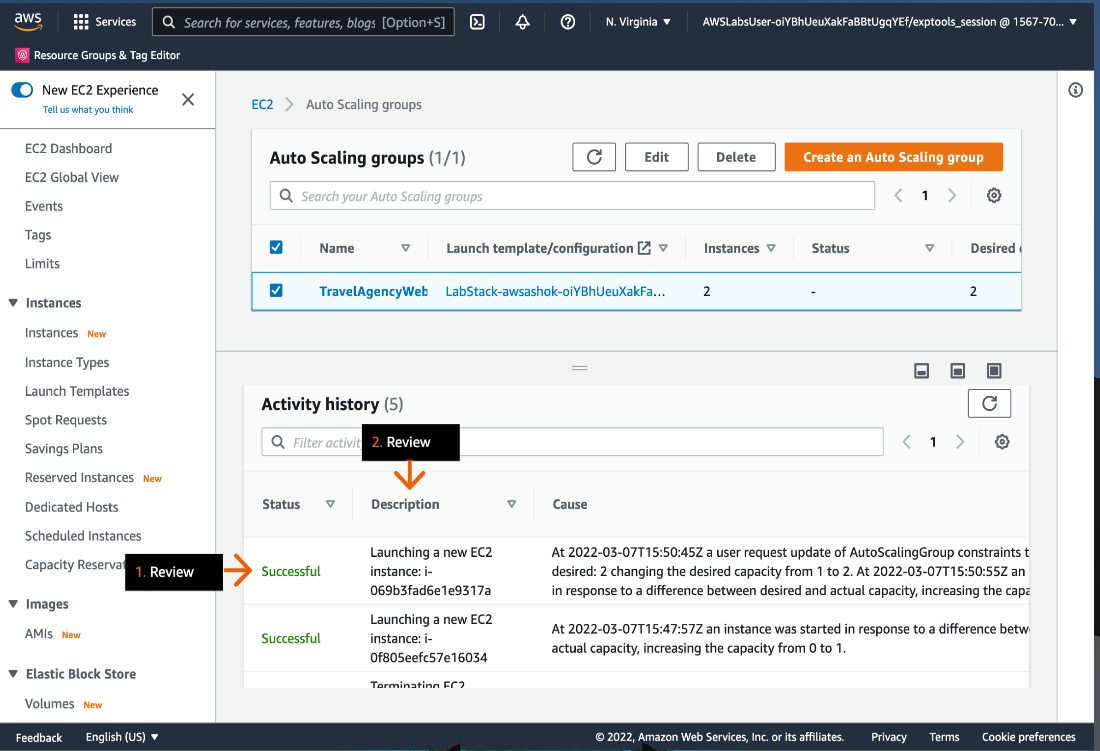 aws
Services
Search for services, features, blogs [Option+S]
N. Virginia
AWSLabsUser-oiYBhUeuXakFaBBtUgqYEf/exptools_session @ 1567-70...
Resource Groups & Tag Editor
New EC2 Experience
Tell us what you think
EC2 Dashboard
EC2 Global View
Events
Tags
Limits
Instances
Instances New
Instance Types
Launch Templates
Spot Requests
Savings Plans
Reserved Instances New
Dedicated Hosts
Scheduled Instances
Capacity Reservat
Images
AMIs New
Elastic Block Store
Volumes New
EC2 > Auto Scaling groups
Auto Scaling groups (1/1)
Edit
Delete
Create an Auto Scaling group
Search your Auto Scaling groups
1
Name
Launch template/configuration
Instances
Status
Desired
TravelAgencyWeb
LabStack-awsashok-oiYBhUeuXakFa...
2
-
2
Activity history (5)
Filter activit
1
2. Review
Status
Description
Cause
1. Review
Successful
Launching a new EC2
instance: i-
069b3fad6e1e9317a
At 2022-03-07T15:50:45Z a user request update of AutoScalingGroup constraints t
desired: 2 changing the desired capacity from 1 to 2. At 2022-03-07T15:50:55Z an
in response to a difference between desired and actual capacity, increasing the capa
Successful
Launching a new EC2
instance: i-
0f805eefc57e16034
At 2022-03-07T15:47:57Z an instance was started in response to a difference betw
actual capacity, increasing the capacity from 0 to 1.
Terminating EC2
Feedback
English (US)
© 2022, Amazon Web Services, Inc. or its affiliates.
Privacy
Terms
Cookie preferences